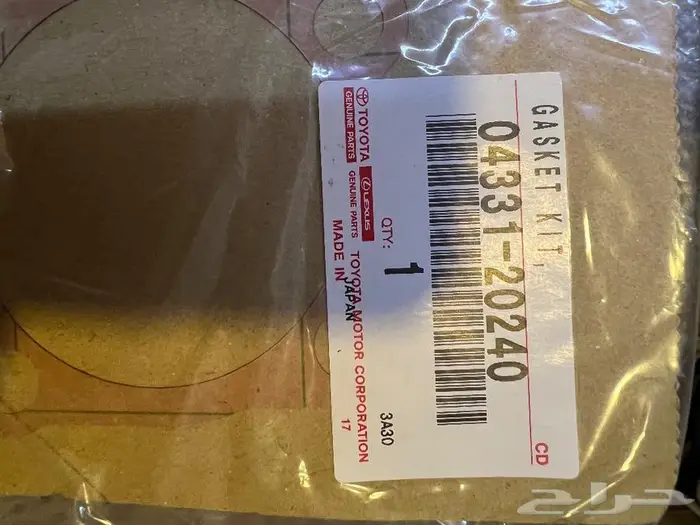 GASKET KIT,
04331-20240
CD
QTY:
1
3A30
TOYOTA
GENUINE PARTS
LEXUS
GENUINE PARTS
TOYOTA MOTOR CORPORATION
MADE IN JAPAN
17
حراج